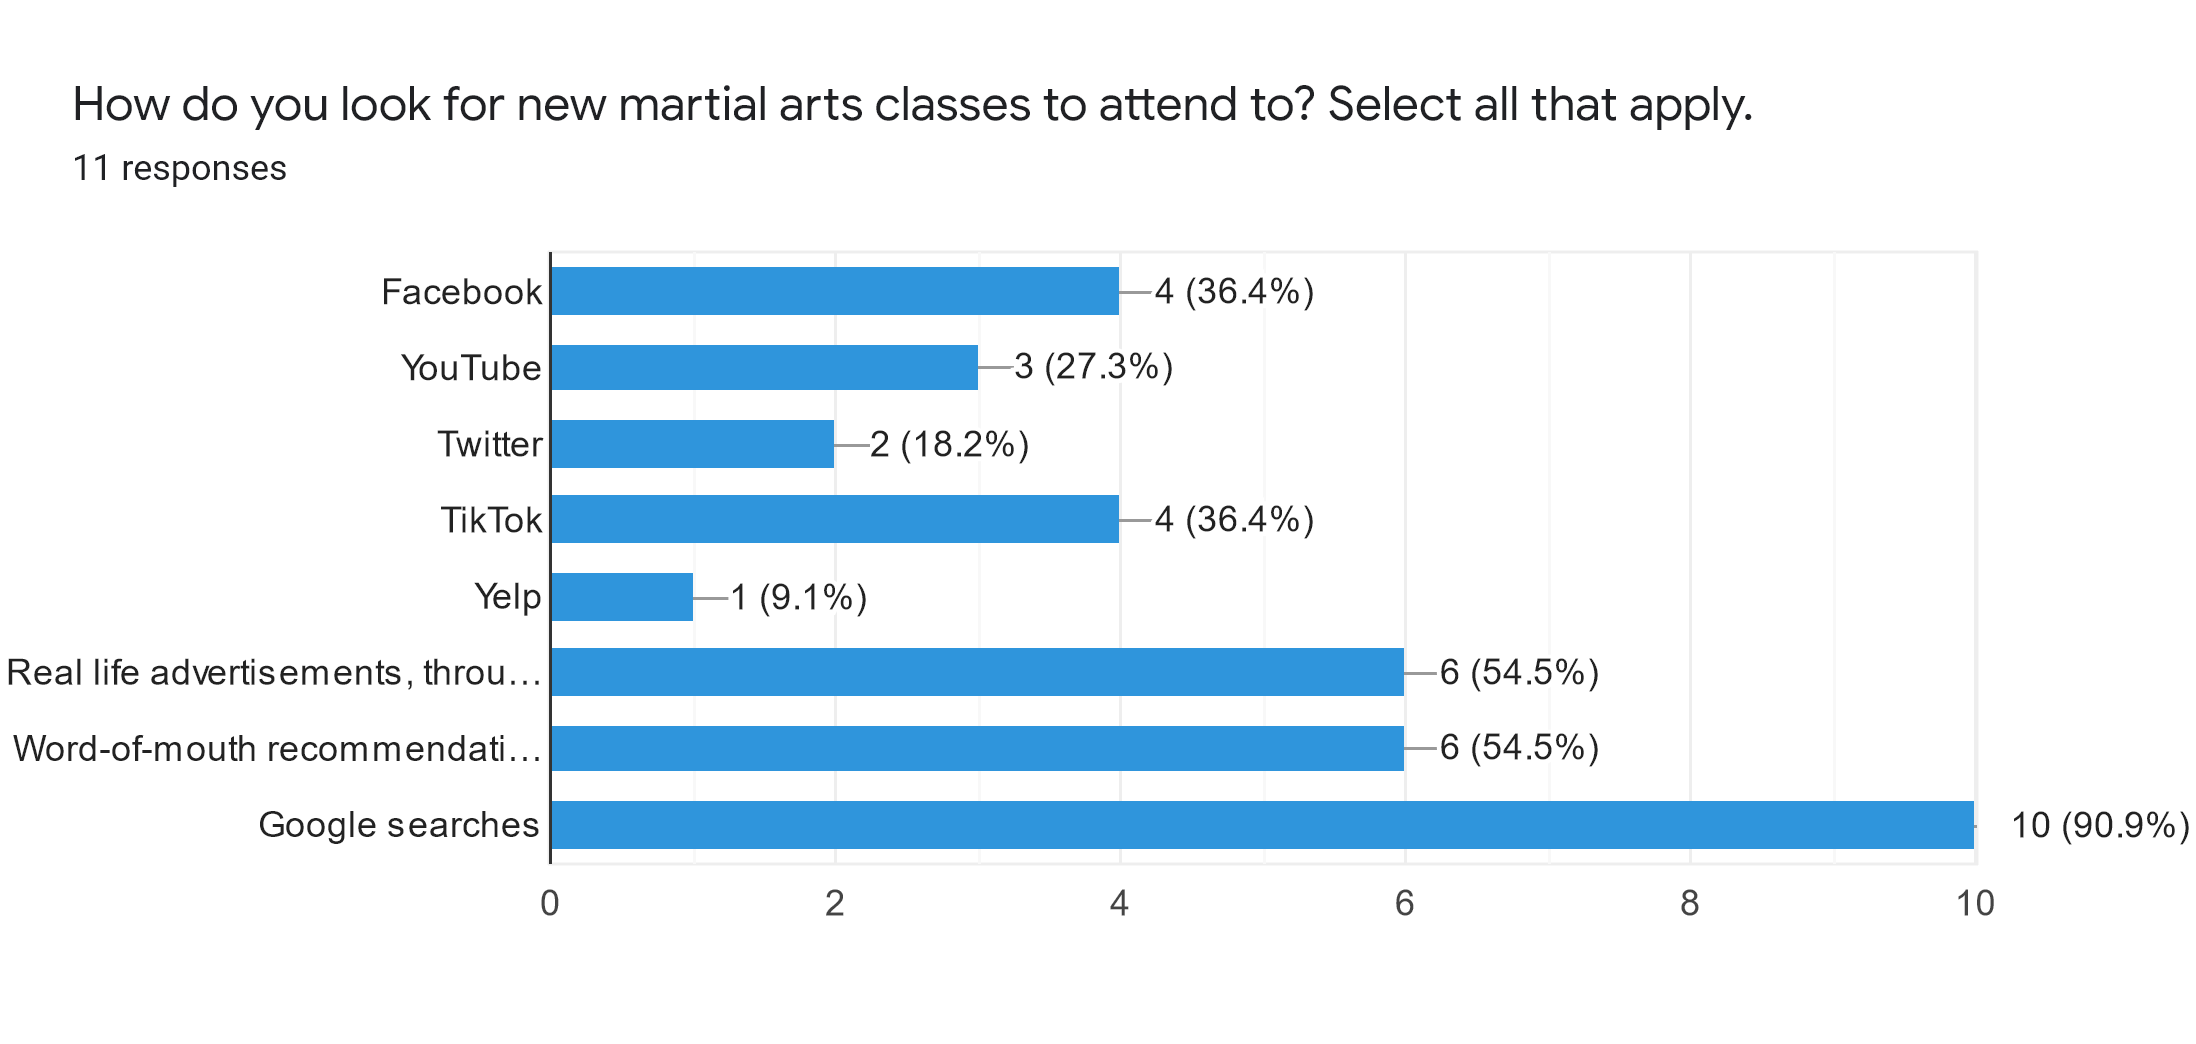 How do you look for new martial arts classes to attend to? Select all that apply.
11 responses
Facebook 4 (36.4%)
YouTube 3 (27.3%)
Twitter 2 (18.2%)
TikTok 4 (36.4%)
Yelp 1 (9.1%)
Real life advertisements, throu... 6 (54.5%)
Word-of-mouth recommendati... 6 (54.5%)
Google searches 10 (90.9%)
0 2 4 6 8 10